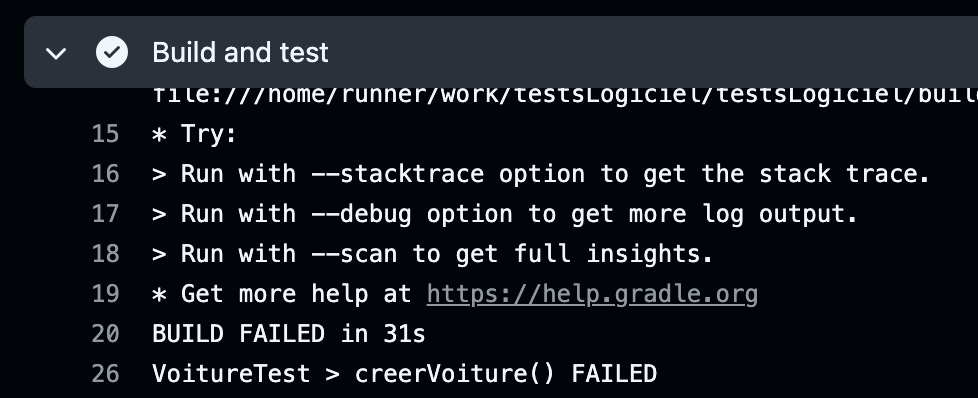 Build and test
file:///home/runner/work/testsLogiciel/testsLogiciel/buil
15 * Try:
16 > Run with --stacktrace option to get the stack trace.
17 > Run with --debug option to get more log output.
18 > Run with --scan to get full insights.
19 * Get more help at https://help.gradle.org
20 BUILD FAILED in 31s
26 VoitureTest > creerVoiture() FAILED